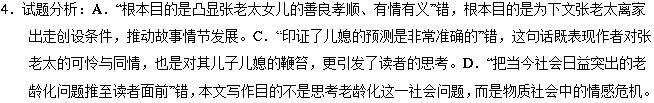 4．试题分析：A．“根本目的是凸显张老太女儿的善良孝顺、有情有义”错，根本目的是为下文张老太离家
出走创设条件，推动故事情节发展。C．“印证了儿媳的预测是非常准确的”错，这句话既表现作者对张
老太的可怜与同情，也是对其儿子儿媳的鞭笞，更引发了读者的思考。D．“把当今社会日益突出的老
龄化问题推至读者面前”错，本文写作目的不是思考老龄化这一社会问题，而是物质社会中的情感危机。